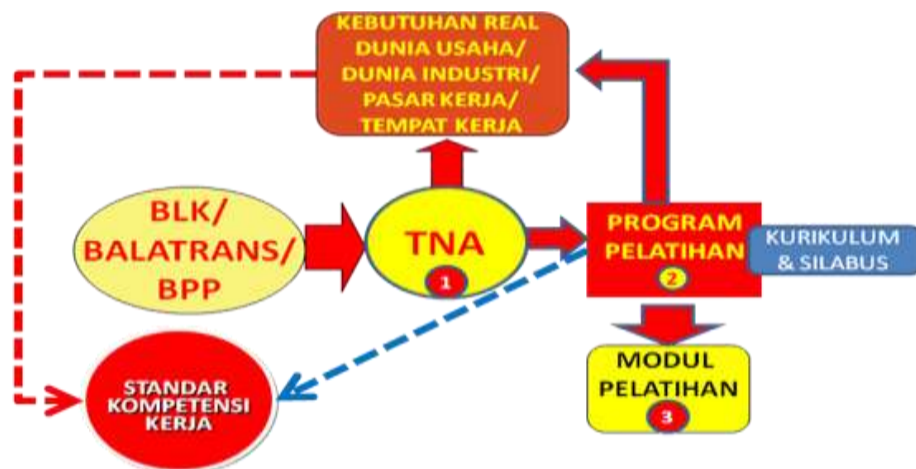 KEBUTUHAN REAL
DUNIA USAHA/
DUNIA INDUSTRI/
PASAR KERJA/
TEMPAT KERJA
BLK/
BALATRANS/
BPP
TNA
1
PROGRAM
PELATIHAN
2
KURIKULUM
& SILABUS
STANDAR
KOMPETENSI
KERJA
MODUL
PELATIHAN
3